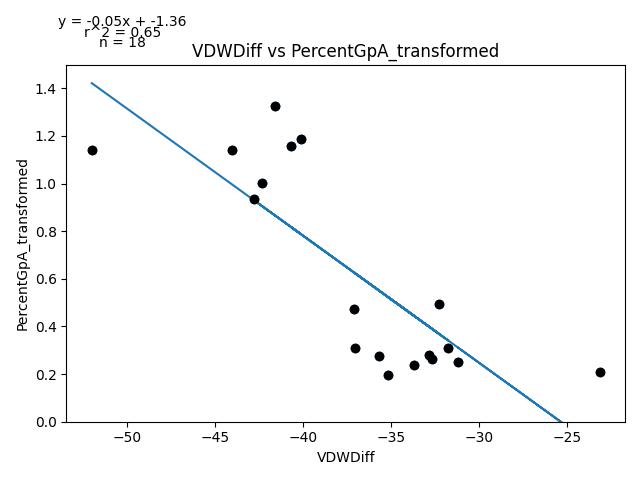 y = -0.05x + -1.36
r^2 = 0.65
n = 18
VDWDiff vs PercentGpA_transformed
1.4
1.2
1.0
0.8
0.6
0.4
0.2
0.0
PercentGpA_transformed
−50
−45
−40
−35
−30
−25
VDWDiff